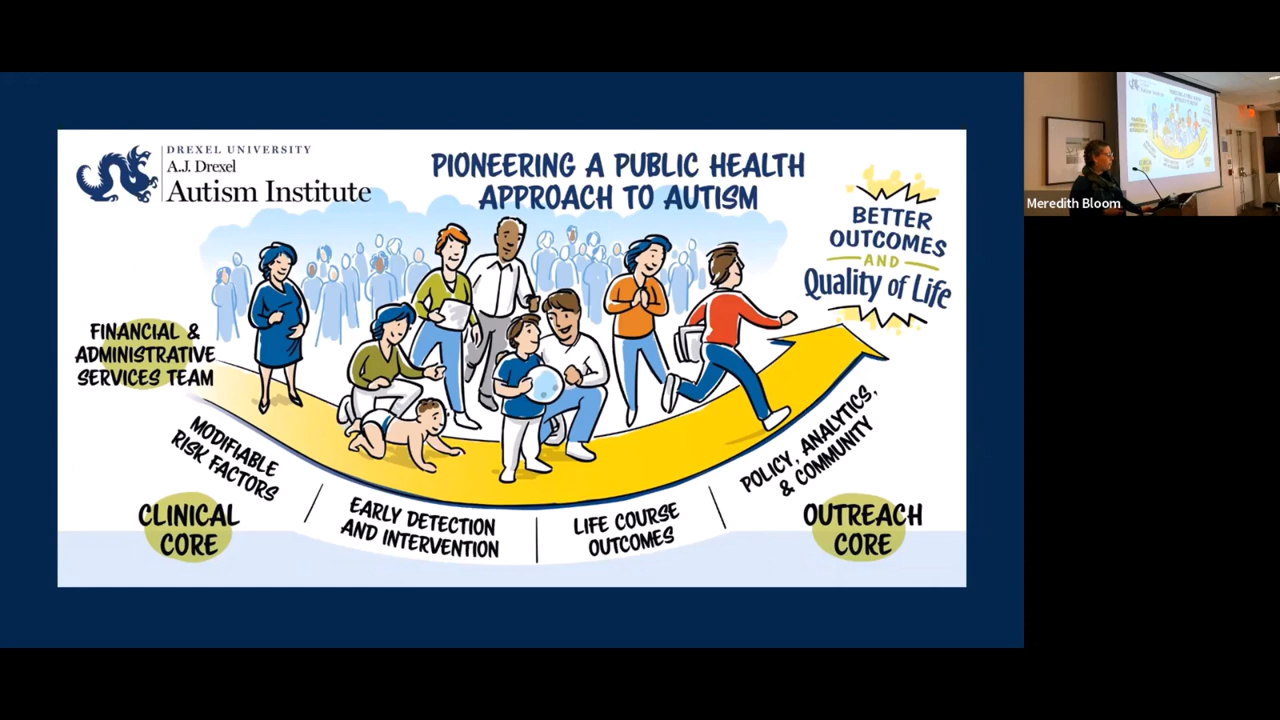 DREXEL UNIVERSITY
A.J. Drexel
Autism Institute
PIONEERING A PUBLIC HEALTH
APPROACH TO AUTISM
BETTER
OUTCOMES
AND
Quality of Life
FINANCIAL &
ADMINISTRATIVE
SERVICES TEAM
MODIFIABLE
RISK FACTORS
EARLY DETECTION
AND INTERVENTION
LIFE COURSE
OUTCOMES
POLICY, ANALYTICS,
& COMMUNITY
CLINICAL
CORE
OUTREACH
CORE
Meredith Bloom